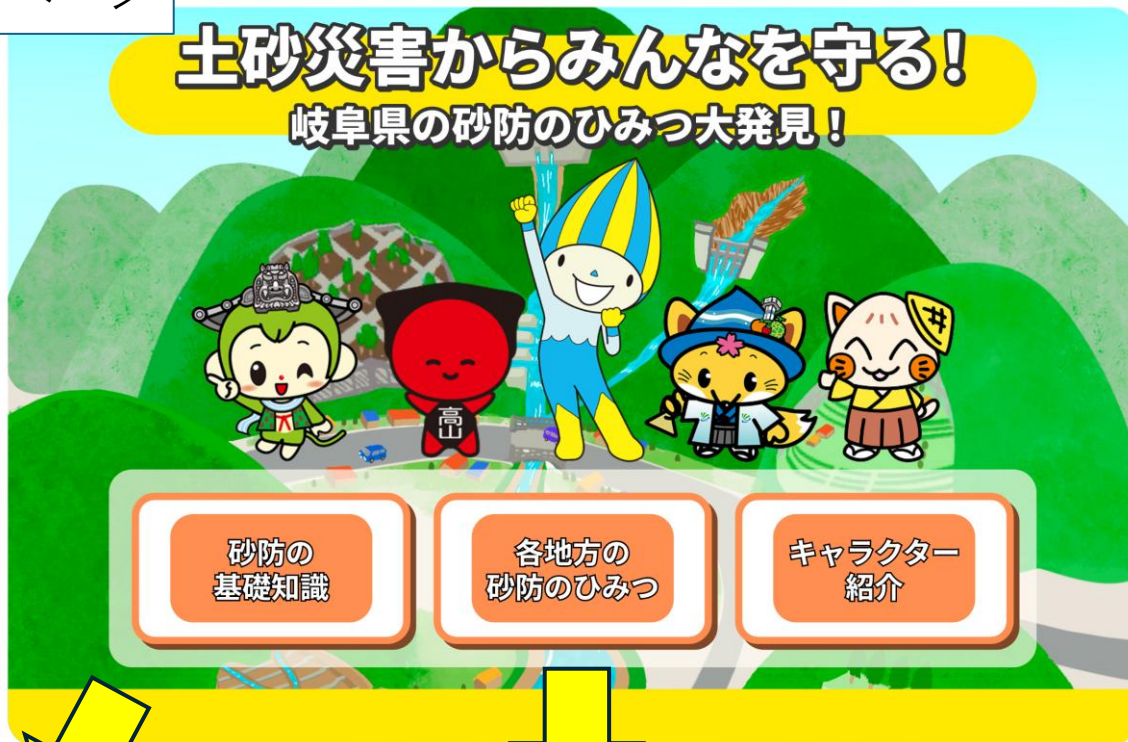 土砂災害からみんなを守る!
岐阜県の砂防のひみつ大発見!
高山
井
砂防の
基礎知識
各地方の
砂防のひみつ
キャラクター
紹介